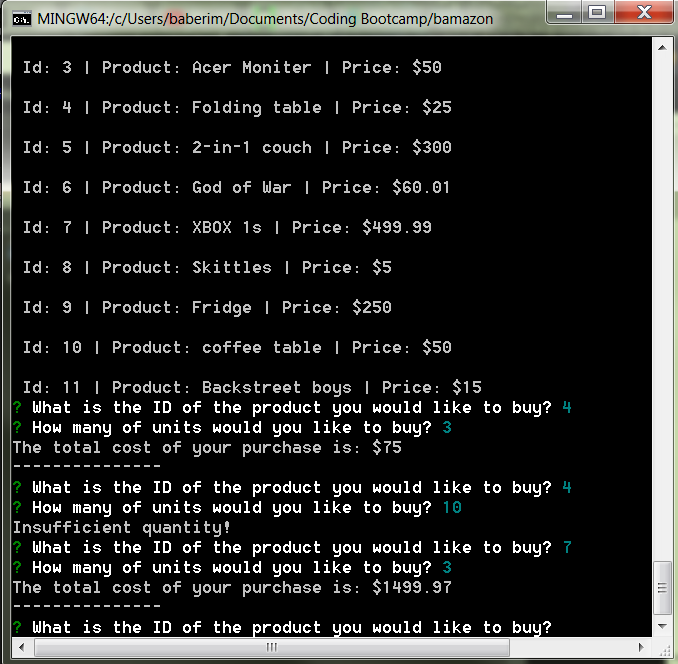 MINGW64:/c/Users/baberim/Documents/Coding Bootcamp/bamazon
Id: 3 | Product: Acer Moniter | Price: $50
Id: 4 | Product: Folding table | Price: $25
Id: 5 | Product: 2-in-1 couch | Price: $300
Id: 6 | Product: God of War | Price: $60.01
Id: 7 | Product: XBOX 1s | Price: $499.99
Id: 8 | Product: Skittles | Price: $5
Id: 9 | Product: Fridge | Price: $250
Id: 10 | Product: coffee table | Price: $50
Id: 11 | Product: Backstreet boys | Price: $15
? What is the ID of the product you would like to buy? 4
? How many of units would you like to buy? 3
The total cost of your purchase is: $75
---------------
? What is the ID of the product you would like to buy? 4
? How many of units would you like to buy? 10
Insufficient quantity!
? What is the ID of the product you would like to buy? 7
? How many of units would you like to buy? 3
The total cost of your purchase is: $1499.97
---------------
? What is the ID of the product you would like to buy?